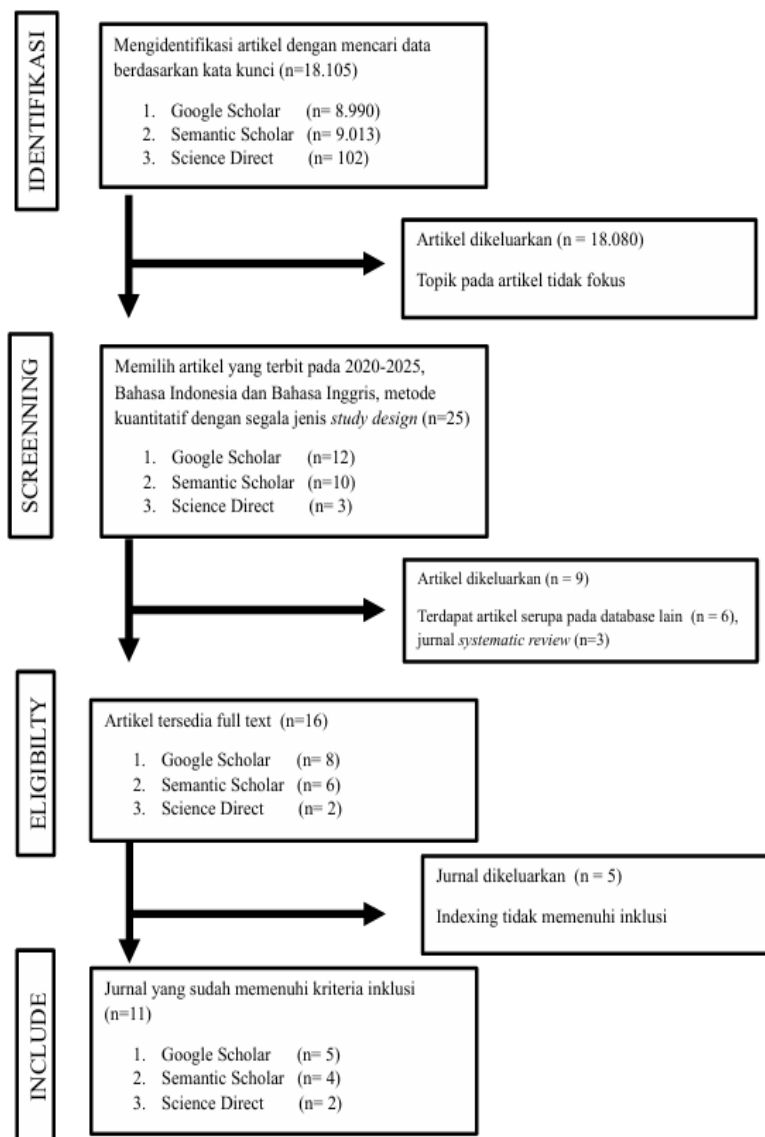 IDENTIFIKASI
Mengidentifikasi artikel dengan mencari data
berdasarkan kata kunci (n=18.105)
1. Google Scholar (n= 8.990)
2. Semantic Scholar (n= 9.013)
3. Science Direct (n= 102)
Artikel dikeluarkan (n = 18.080)
Topik pada artikel tidak fokus
SCREENNING
Memilih artikel yang terbit pada 2020-2025,
Bahasa Indonesia dan Bahasa Inggris, metode
kuantitatif dengan segala jenis study design (n=25)
1. Google Scholar (n=12)
2. Semantic Scholar (n=10)
3. Science Direct (n= 3)
Artikel dikeluarkan (n = 9)
Terdapat artikel serupa pada database lain (n = 6),
jurnal systematic review (n=3)
ELIGIBILTY
Artikel tersedia full text (n=16)
1. Google Scholar (n= 8)
2. Semantic Scholar (n= 6)
3. Science Direct (n= 2)
Jurnal dikeluarkan (n = 5)
Indexing tidak memenuhi inklusi
INCLUDE
Jurnal yang sudah memenuhi kriteria inklusi
(n=11)
1. Google Scholar (n= 5)
2. Semantic Scholar (n= 4)
3. Science Direct (n= 2)